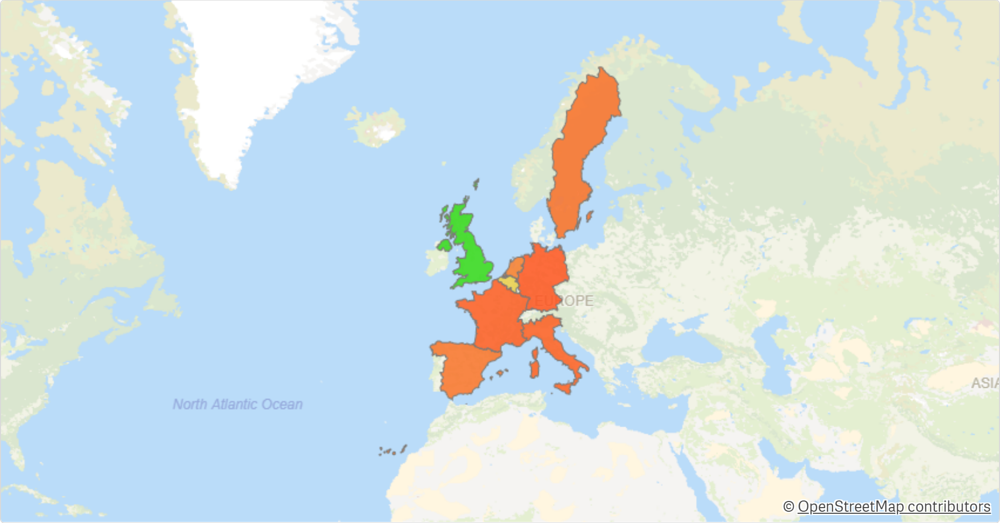 EUROPE
ASIA
North Atlantic Ocean
© OpenStreetMap contributors